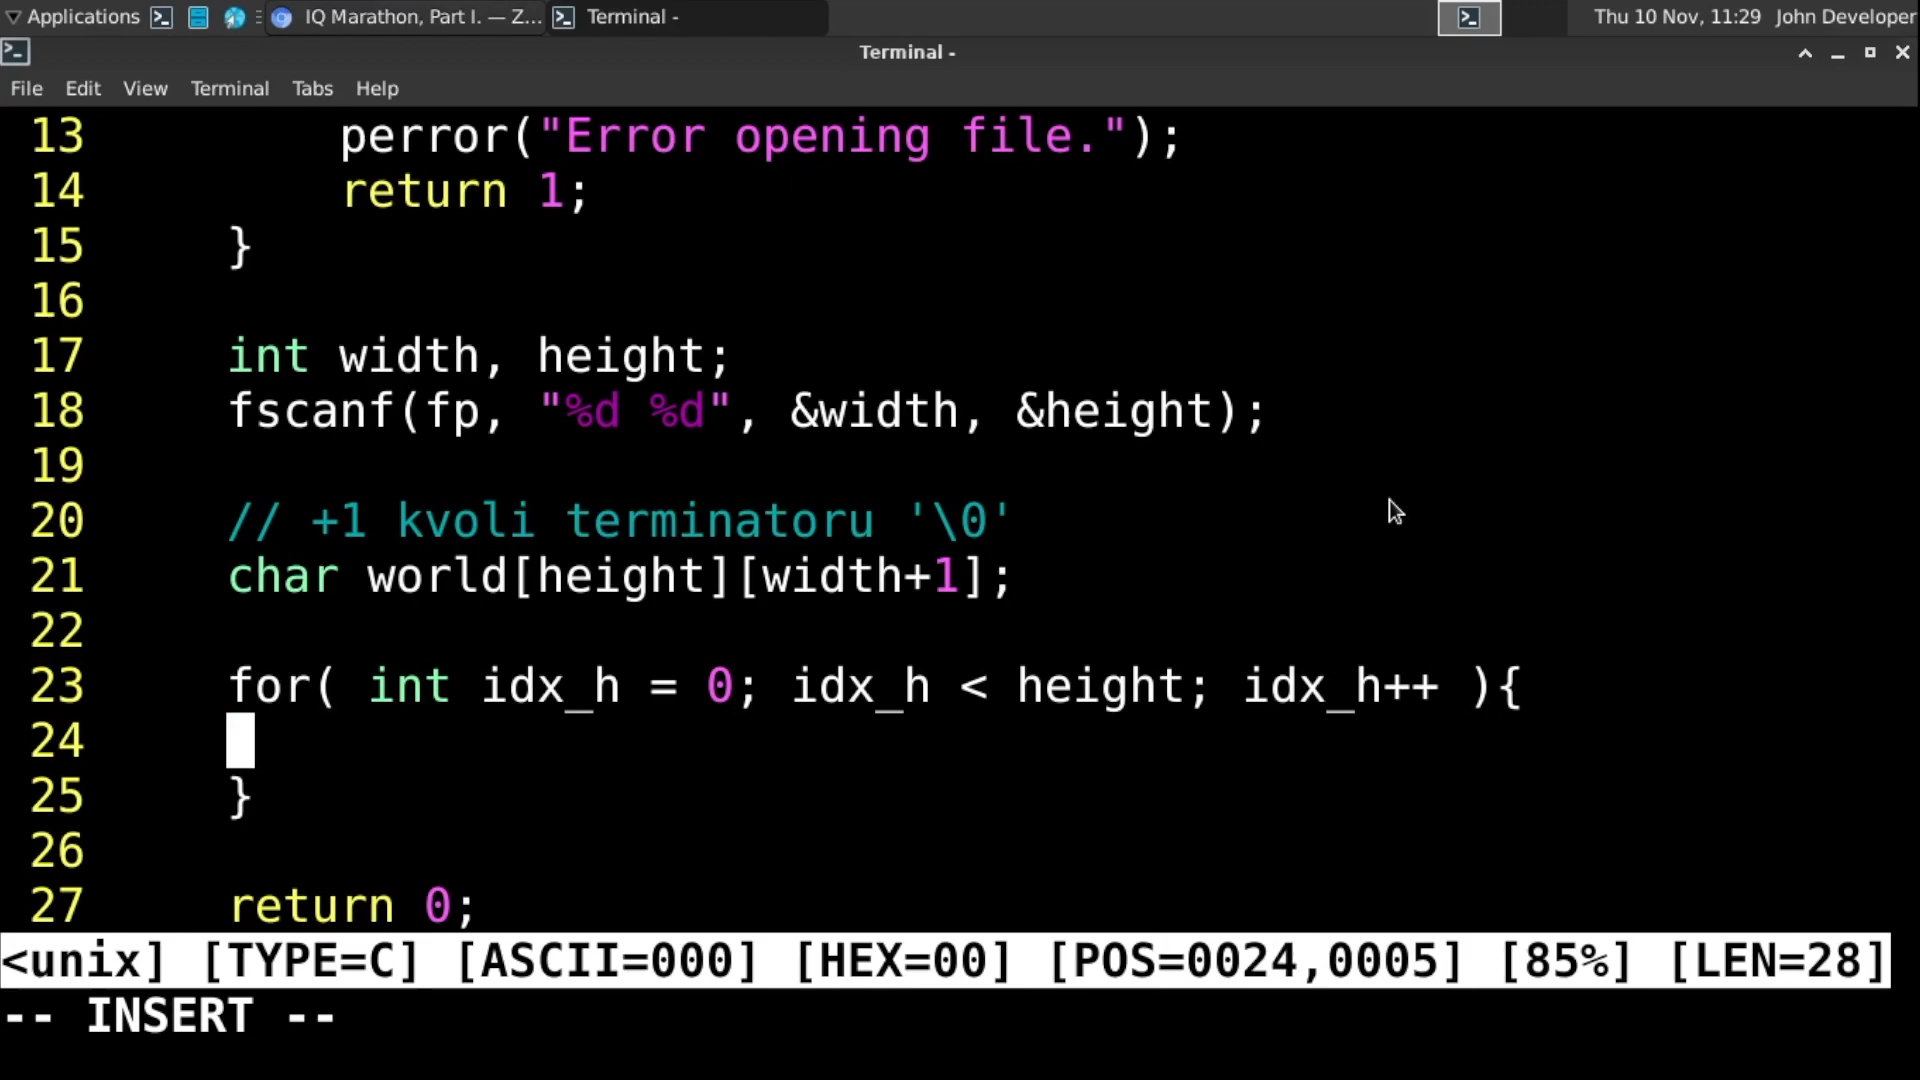 Applications IQ Marathon, Part I. — Z... Terminal - Thu 10 Nov, 11:29 John Developer
Terminal -
File Edit View Terminal Tabs Help
13 perror("Error opening file.");
14 return 1;
15 }
16
17 int width, height;
18 fscanf(fp, "%d %d", &width, &height);
19
20 // +1 kvoli terminatoru '\0'
21 char world[height][width+1];
22
23 for( int idx_h = 0; idx_h < height; idx_h++ ){
24
25 }
26
27 return 0;
<unix] [TYPE=C] [ASCII=000] [HEX=00] [POS=0024,0005] [85%] [LEN=28]
-- INSERT --